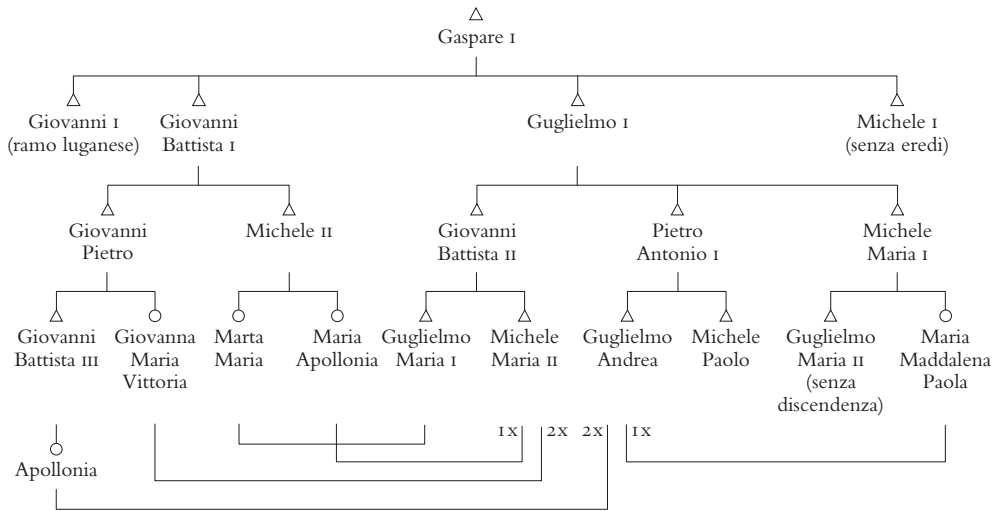 Gaspare I
Giovanni I
(ramo luganese)
Giovanni
Battista I
Guglielmo I
Michele I
(senza eredi)
Giovanni
Pietro
Michele II
Giovanni
Battista II
Pietro
Antonio I
Michele
Maria I
Giovanni
Battista III
Giovanna
Maria
Vittoria
Marta
Maria
Maria
Apollonia
Guglielmo
Maria I
Michele
Maria II
Guglielmo
Andrea
Michele
Paolo
Guglielmo
Maria II
(senza
discendenza)
Maria
Maddalena
Paola
1x 2x 2x 1x
Apollonia